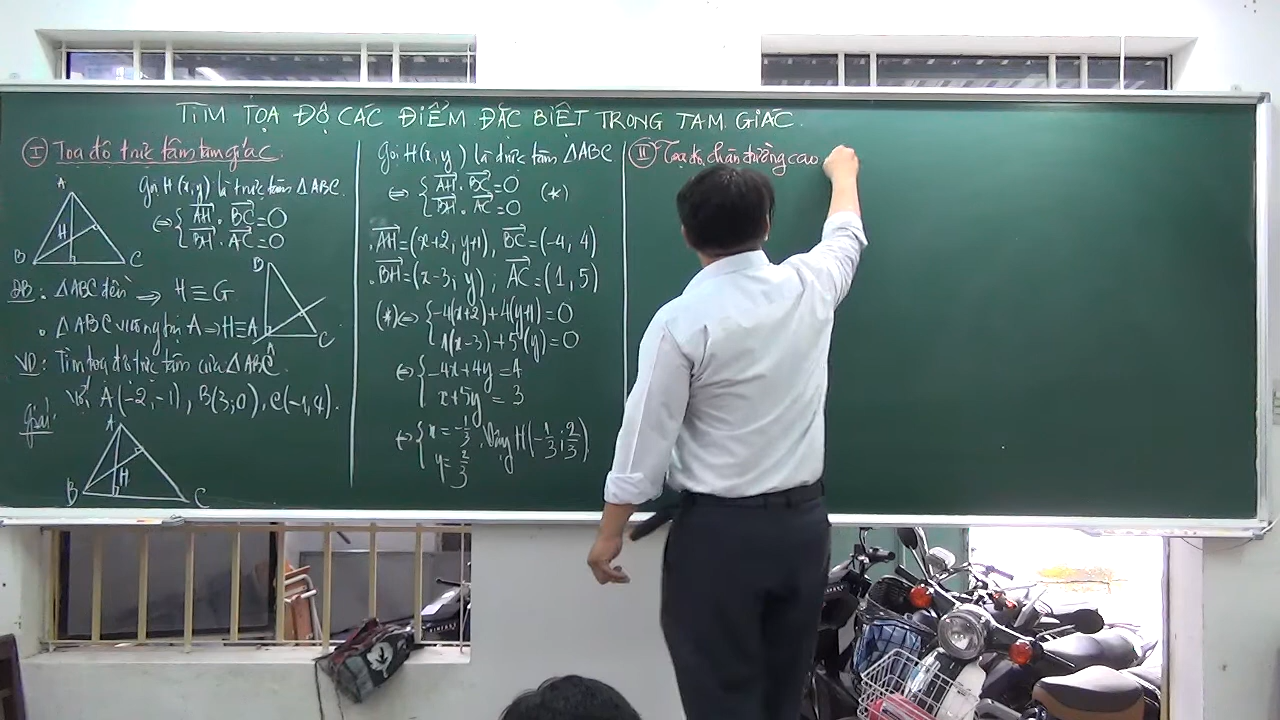 TÌM TỌA ĐỘ CÁC ĐIỂM ĐẶC BIỆT TRONG TAM GIÁC.
I Toạ độ trực tâm tam giác.
A
H
B C
Gọi H(x,y) là trực tâm ΔABC.
⇔ { AH . BC = 0
BH . AC = 0
ĐB: ΔABC đều ⇒ H ≡ G
• ΔABC vuông tại A ⇒ H ≡ A
B
A C
VD: Tìm toạ độ trực tâm của ΔABC.
Với A(-2,-1), B(3;0), C(-1,4).
Giải:
A
H
B C
Gọi H(x,y) là trực tâm ΔABC
⇔ { AH . BC = 0
BH . AC = 0 (*)
. AH = (x+2, y+1), BC = (-4, 4)
. BH = (x-3; y); AC = (1, 5)
(*) ⇔ { -4(x+2)+4(y+1) = 0
1(x-3)+5(y) = 0
⇔ { -4x+4y = 4
x+5y = 3
⇔ { x = -1/3
y = 2/3 . Vậy H(-1/3; 2/3)
II Toạ độ chân đường cao